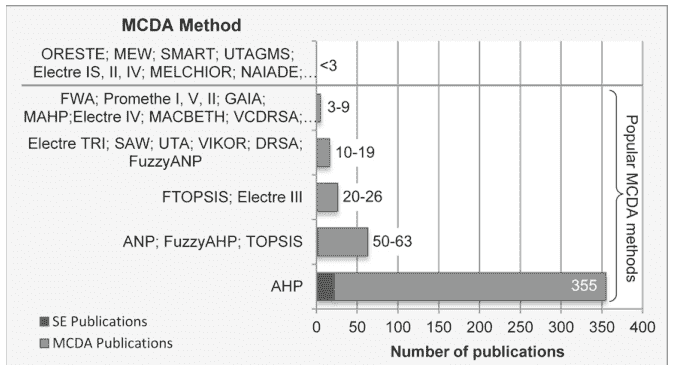 MCDA Method
ORESTE; MEW; SMART; UTAGMS;
Electre IS, II, IV; MELCHIOR; NAIADE;...
<3
FWA; Promethe I, V, II; GAIA;
MAHP;Electre IV; MACBETH; VCDRSA;...
3-9
Electre TRI; SAW; UTA; VIKOR; DRSA;
FuzzyANP
10-19
FTOPSIS; Electre III
20-26
ANP; FuzzyAHP; TOPSIS
50-63
AHP
355
Popular MCDA methods
SE Publications
MCDA Publications
0 50 100 150 200 250 300 350 400
Number of publications